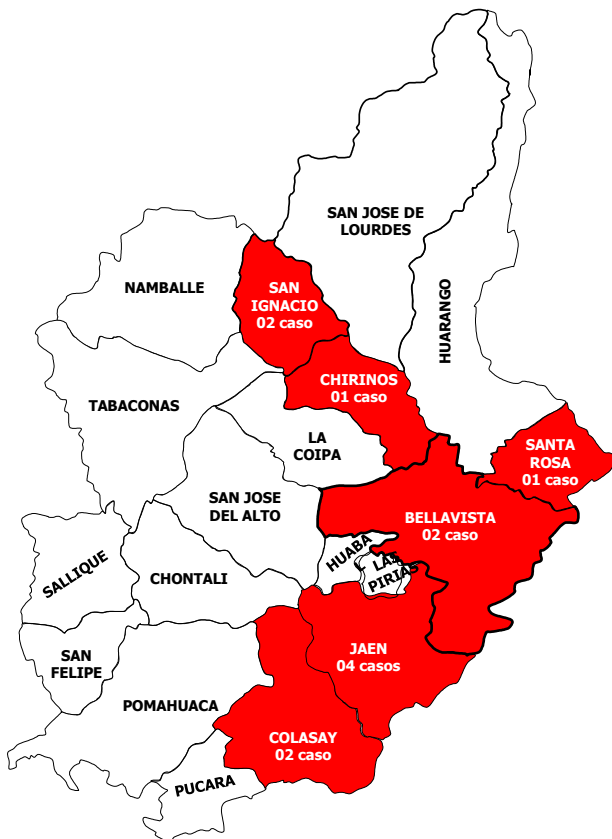 SAN JOSE DE
LOURDES
NAMBALLE
SAN
IGNACIO
02 caso
HUARANGO
CHIRINOS
01 caso
TABACONAS
LA
COIPA
SANTA
ROSA
01 caso
SAN JOSE
DEL ALTO
BELLAVISTA
02 caso
SALLIQUE
CHONTALI
HUABA
LAS
PIRIAS
SAN
FELIPE
JAEN
04 casos
POMAHUACA
COLASAY
02 caso
PUCARA